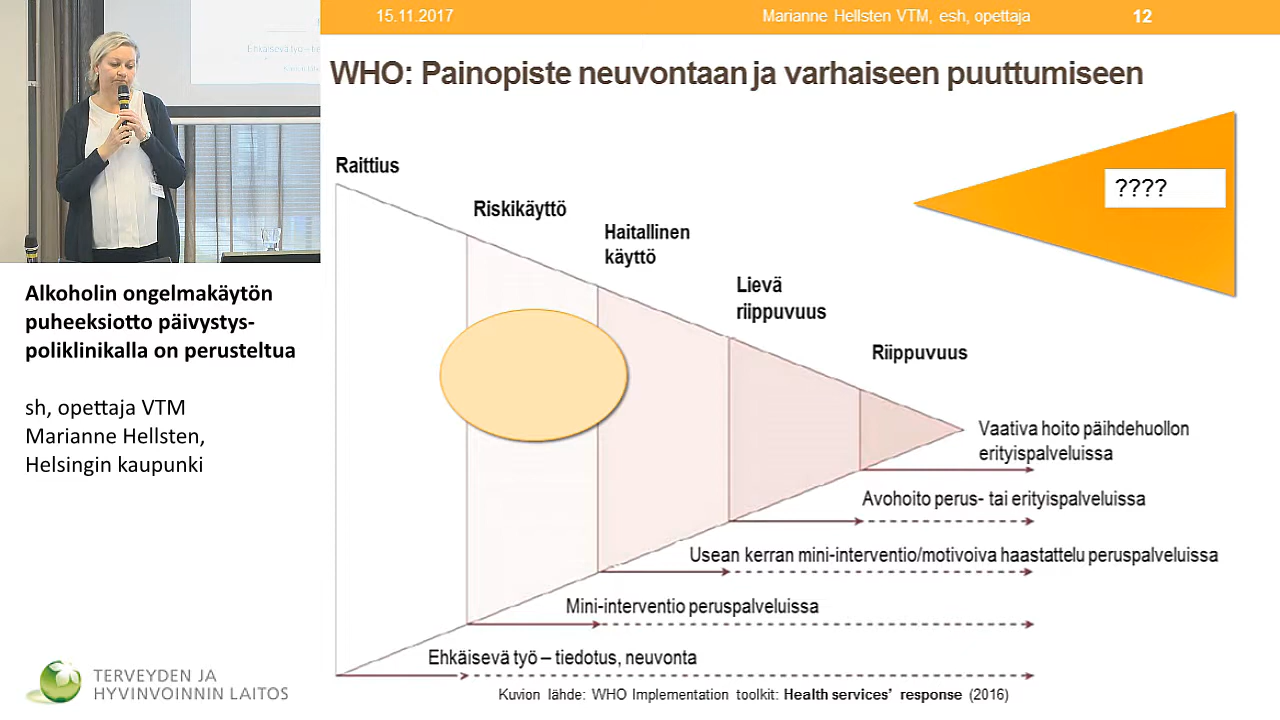 15.11.2017
Marianne Hellsten VTM, esh, opettaja
12
WHO: Painopiste neuvontaan ja varhaiseen puuttumiseen
Ehkäisevä työ – tie
Raittius
Riskikäyttö
Haitallinen
käyttö
Lievä
riippuvuus
Riippuvuus
????
Vaativa hoito päihdehuollon
erityispalveluissa
Avohoito perus- tai erityispalveluissa
Usean kerran mini-interventio/motivoiva haastattelu peruspalveluissa
Mini-interventio peruspalveluissa
Ehkäisevä työ – tiedotus, neuvonta
Kuvion lähde: WHO Implementation toolkit: Health services' response (2016)
Alkoholin ongelmakäytön
puheeksiotto päivystys-
poliklinikalla on perusteltua
sh, opettaja VTM
Marianne Hellsten,
Helsingin kaupunki
TERVEYDEN JA
HYVINVOINNIN LAITOS